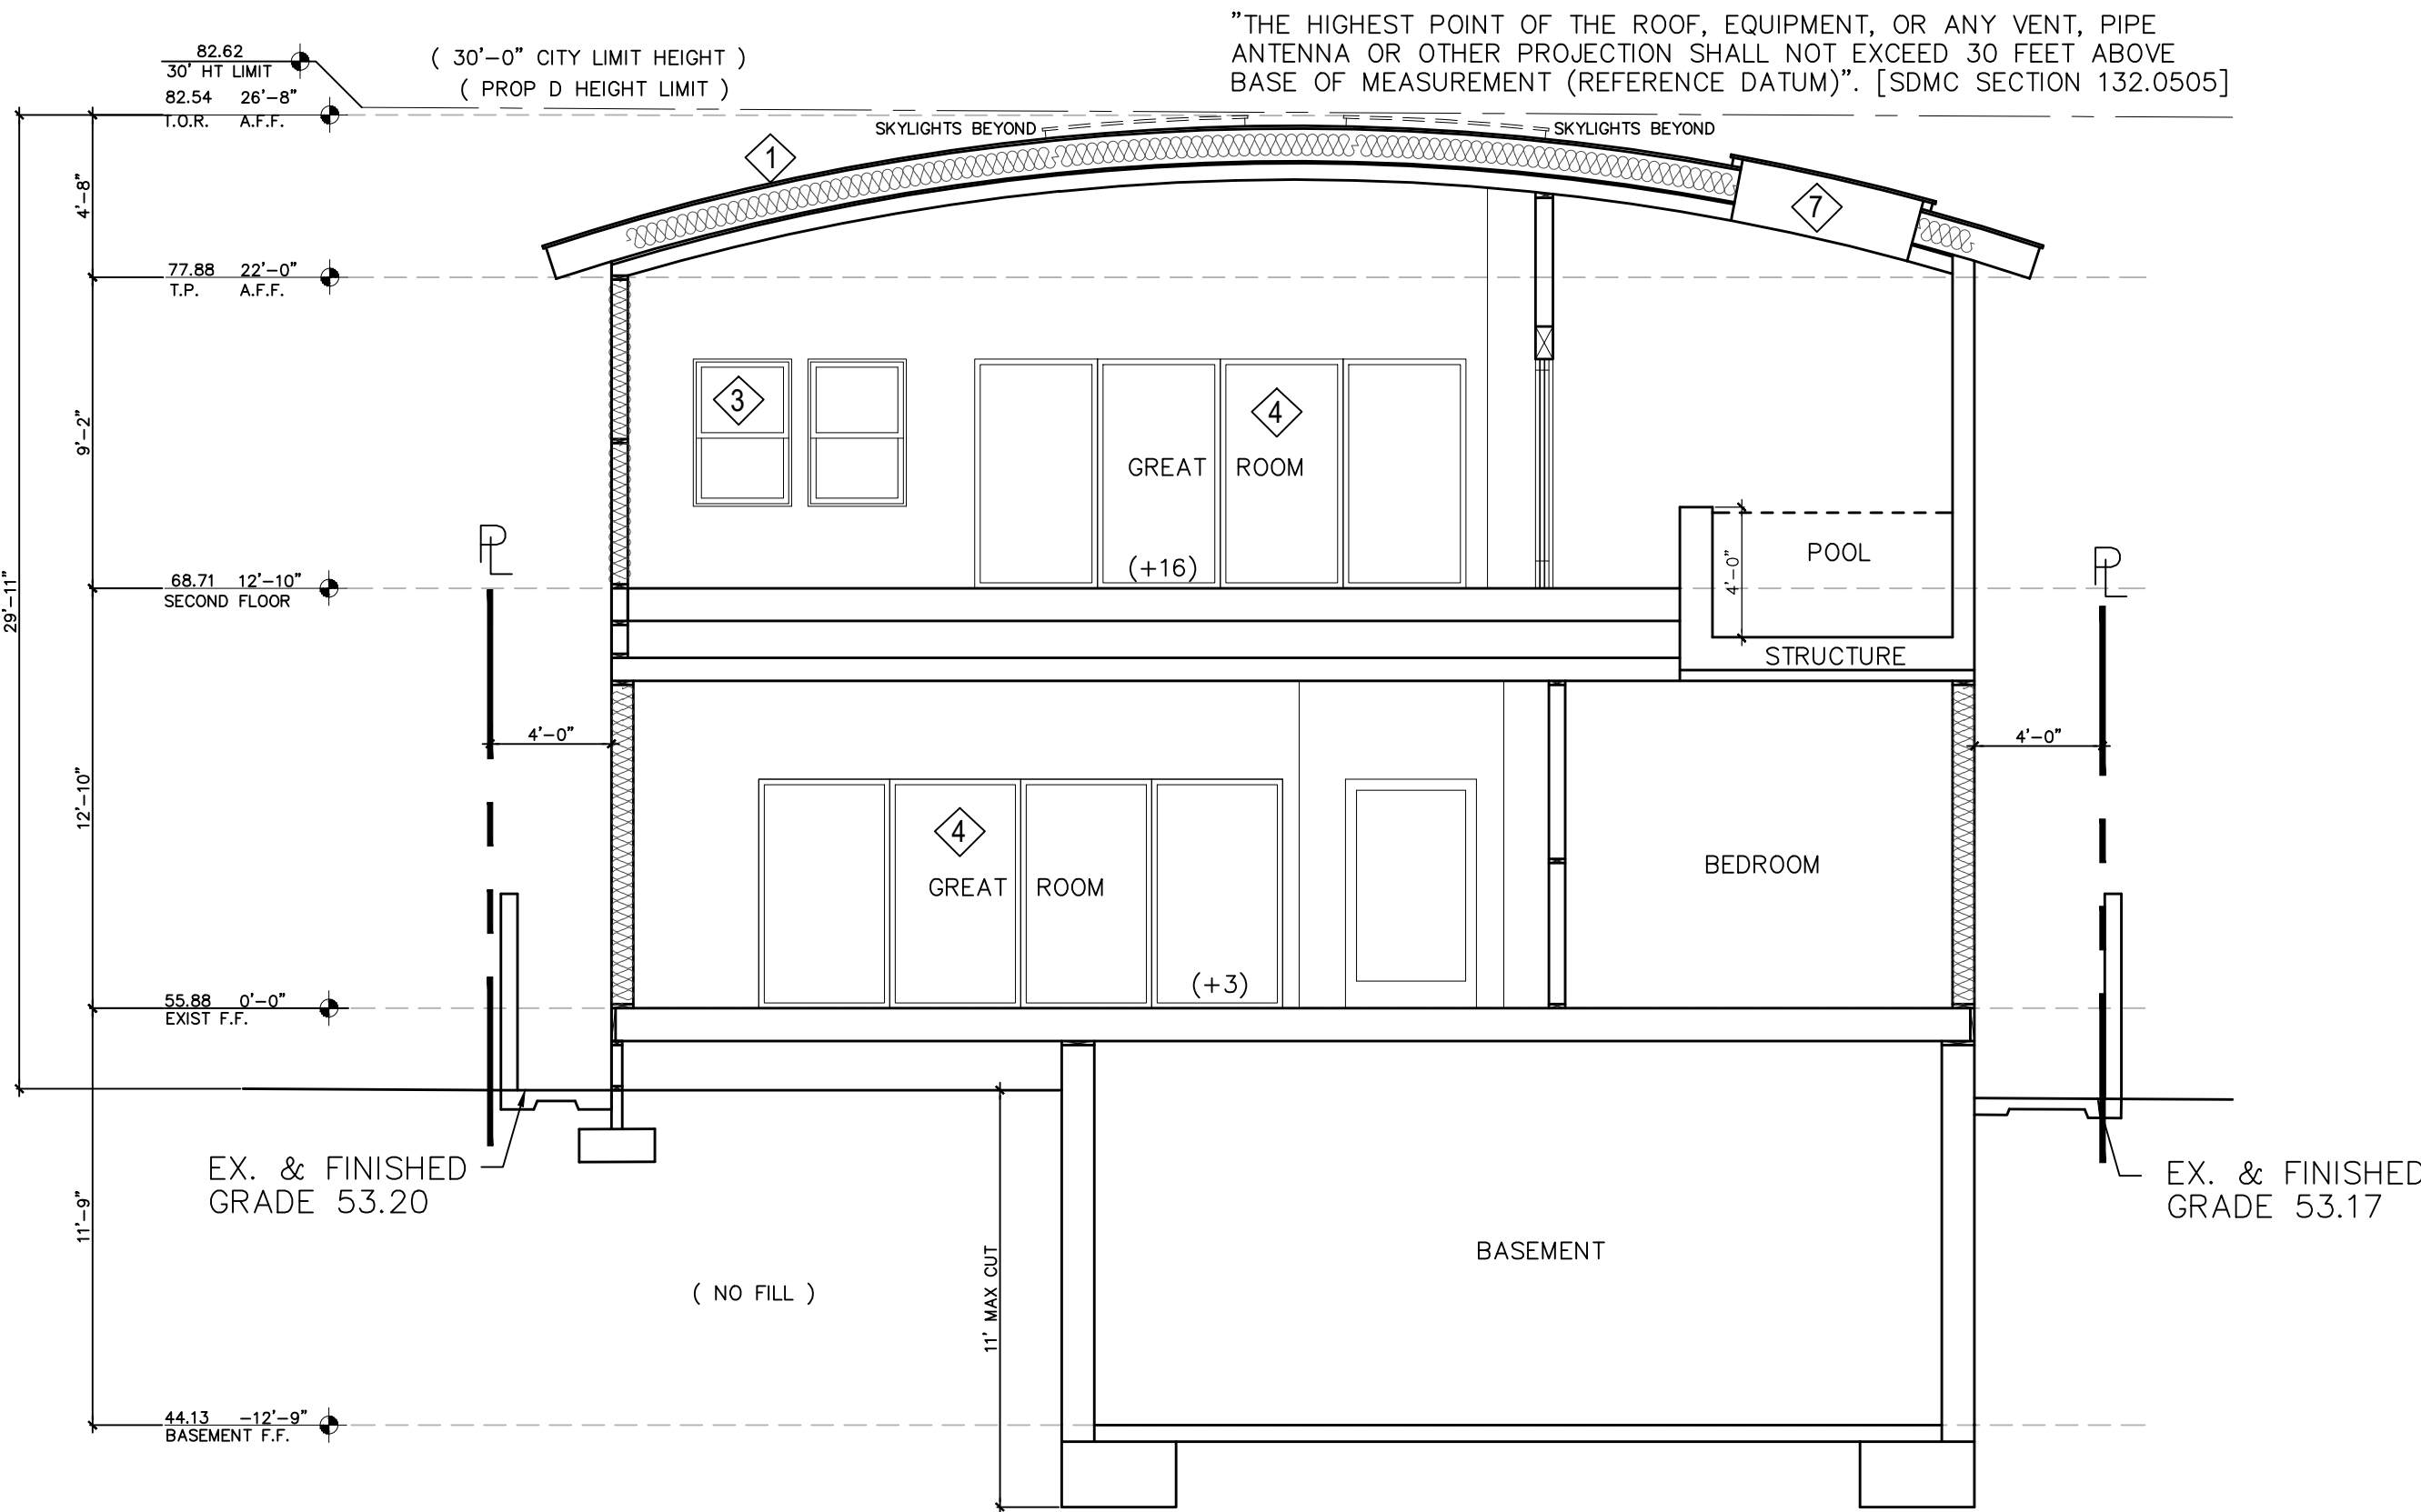 "THE HIGHEST POINT OF THE ROOF, EQUIPMENT, OR ANY VENT, PIPE
ANTENNA OR OTHER PROJECTION SHALL NOT EXCEED 30 FEET ABOVE
BASE OF MEASUREMENT (REFERENCE DATUM)". [SDMC SECTION 132.0505]
82.62
30' HT LIMIT
( 30'-0" CITY LIMIT HEIGHT )
( PROP D HEIGHT LIMIT )
82.54 26'-8"
T.O.R. A.F.F.
SKYLIGHTS BEYOND
SKYLIGHTS BEYOND
1
4'-8"
7
77.88 22'-0"
T.P. A.F.F.
3
4
9'-2"
GREAT ROOM
(+16)
PL
POOL
4'-0"
PL
68.71 12'-10"
SECOND FLOOR
29'-11"
STRUCTURE
4'-0"
4'-0"
12'-10"
4
GREAT ROOM
BEDROOM
(+3)
55.88 0'-0"
EXIST F.F.
EX. & FINISHED
GRADE 53.20
EX. & FINISHED
GRADE 53.17
11'-9"
BASEMENT
11' MAX CUT
( NO FILL )
44.13 -12'-9"
BASEMENT F.F.